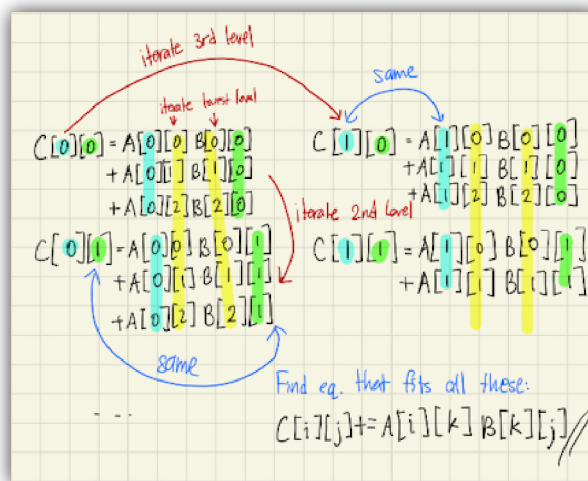 iterate 3rd level
same
iterate lowest level
C[0][0] = A[0][0] B[0][0]
+A[0][1] B[1][0]
+A[0][2] B[2][0]
C[1][0] = A[1][0] B[0][0]
+A[1][1] B[1][0]
+A[1][2] B[2][0]
iterate 2nd level
C[0][1] = A[0][0] B[0][1]
+A[0][1] B[1][1]
+A[0][2] B[2][1]
C[1][1] = A[1][0] B[0][1]
+A[1][1] B[1][1]
same
Find eq. that fits all these:
... C[i][j]+= A[i][k] B[k][j]//